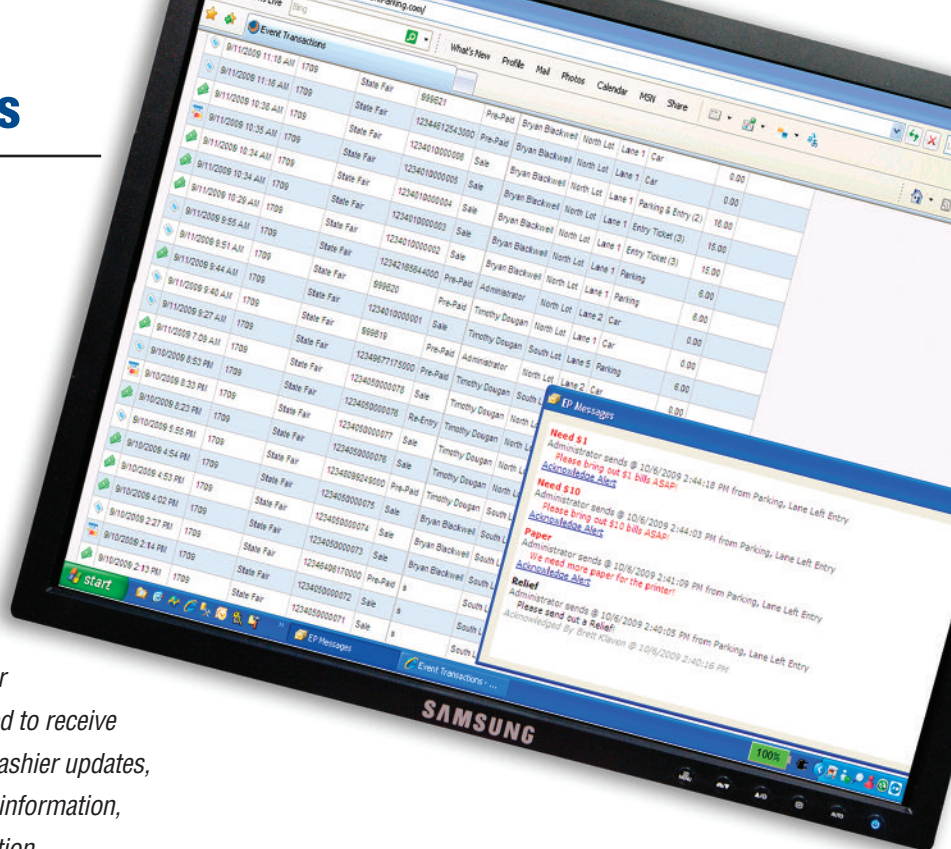 s
Bing
Parking.com/
Event Transactions
What's New Profile Mail Photos Calendar MSN Share
9/11/2009 11:18 AM 1709 State Fair 999621 Pre-Paid Bryan Blackwell North Lot Lane 1 Car 0.00
9/11/2009 11:16 AM 1709 State Fair 12344612543000 Pre-Paid Bryan Blackwell North Lot Lane 1 Car 0.00
9/11/2009 10:38 AM 1709 State Fair 1234010000006 Sale Bryan Blackwell North Lot Lane 1 Parking & Entry (2) 16.00
9/11/2009 10:35 AM 1709 State Fair 1234010000005 Sale Bryan Blackwell North Lot Lane 1 Entry Ticket (3) 15.00
9/11/2009 10:34 AM 1709 State Fair 1234010000004 Sale Bryan Blackwell North Lot Lane 1 Entry Ticket (3) 15.00
9/11/2009 10:34 AM 1709 State Fair 1234010000003 Sale Bryan Blackwell North Lot Lane 1 Parking 6.00
9/11/2009 10:29 AM 1709 State Fair 1234010000002 Sale Bryan Blackwell North Lot Lane 1 Parking 6.00
9/11/2009 9:55 AM 1709 State Fair 12342165844000 Pre-Paid Administrator North Lot Lane 2 Car 0.00
9/11/2009 9:51 AM 1709 State Fair 999620 Pre-Paid Timothy Dougan North Lot Lane 1 Car 0.00
9/11/2009 9:44 AM 1709 State Fair 1234010000001 Sale Timothy Dougan South Lot Lane 5 Parking 6.00
9/11/2009 9:40 AM 1709 State Fair 999619 Pre-Paid Administrator North Lot Lane 2 Car 0.00
9/11/2009 9:27 AM 1709 State Fair 12349677175000 Pre-Paid Timothy Dougan South L
9/11/2009 7:09 AM 1709 State Fair 1234050000078 Sale Timothy Dougan North L
9/10/2009 8:53 PM 1709 State Fair 1234050000078 Re-Entry Timothy Dougan North L
9/10/2009 8:33 PM 1709 State Fair 1234050000077 Sale Timothy Dougan North L
9/10/2009 8:23 PM 1709 State Fair 1234050000076 Sale Timothy Dougan South L
9/10/2009 5:55 PM 1709 State Fair 12348099249000 Pre-Paid Bryan Blackwell South L
9/10/2009 4:54 PM 1709 State Fair 1234050000075 Sale Bryan Blackwell South L
9/10/2009 4:53 PM 1709 State Fair 1234050000074 Sale Bryan Blackwell South L
9/10/2009 4:02 PM 1709 State Fair 1234050000073 Sale
9/10/2009 2:27 PM 1709 State Fair 12346406170000 Pre-Paid s South L
9/10/2009 2:14 PM 1709 State Fair 1234050000072 Sale s South L
9/10/2009 2:13 PM 1709 State Fair 1234050000071 Sale s South L
EP Messages
Need $1
Administrator sends @ 10/6/2009 2:44:18 PM from Parking, Lane Left Entry
Please bring out $1 bills ASAP!
Acknowledge Alert
Need $10
Administrator sends @ 10/6/2009 2:44:03 PM from Parking, Lane Left Entry
Please bring out $10 bills ASAP!
Acknowledge Alert
Paper
Administrator sends @ 10/6/2009 2:41:09 PM from Parking, Lane Left Entry
We need more paper for the printer!
Acknowledge Alert
Relief
Administrator sends @ 10/6/2009 2:40:05 PM from Parking, Lane Left Entry
Please send out a Relief!
Acknowledged By Brett Klaven @ 10/6/2009 2:40:16 PM
start
EP Messages
Event Transactions - ...
100%
SAMSUNG
MENU
AUTO
r
d to receive
ashier updates,
information,
tion